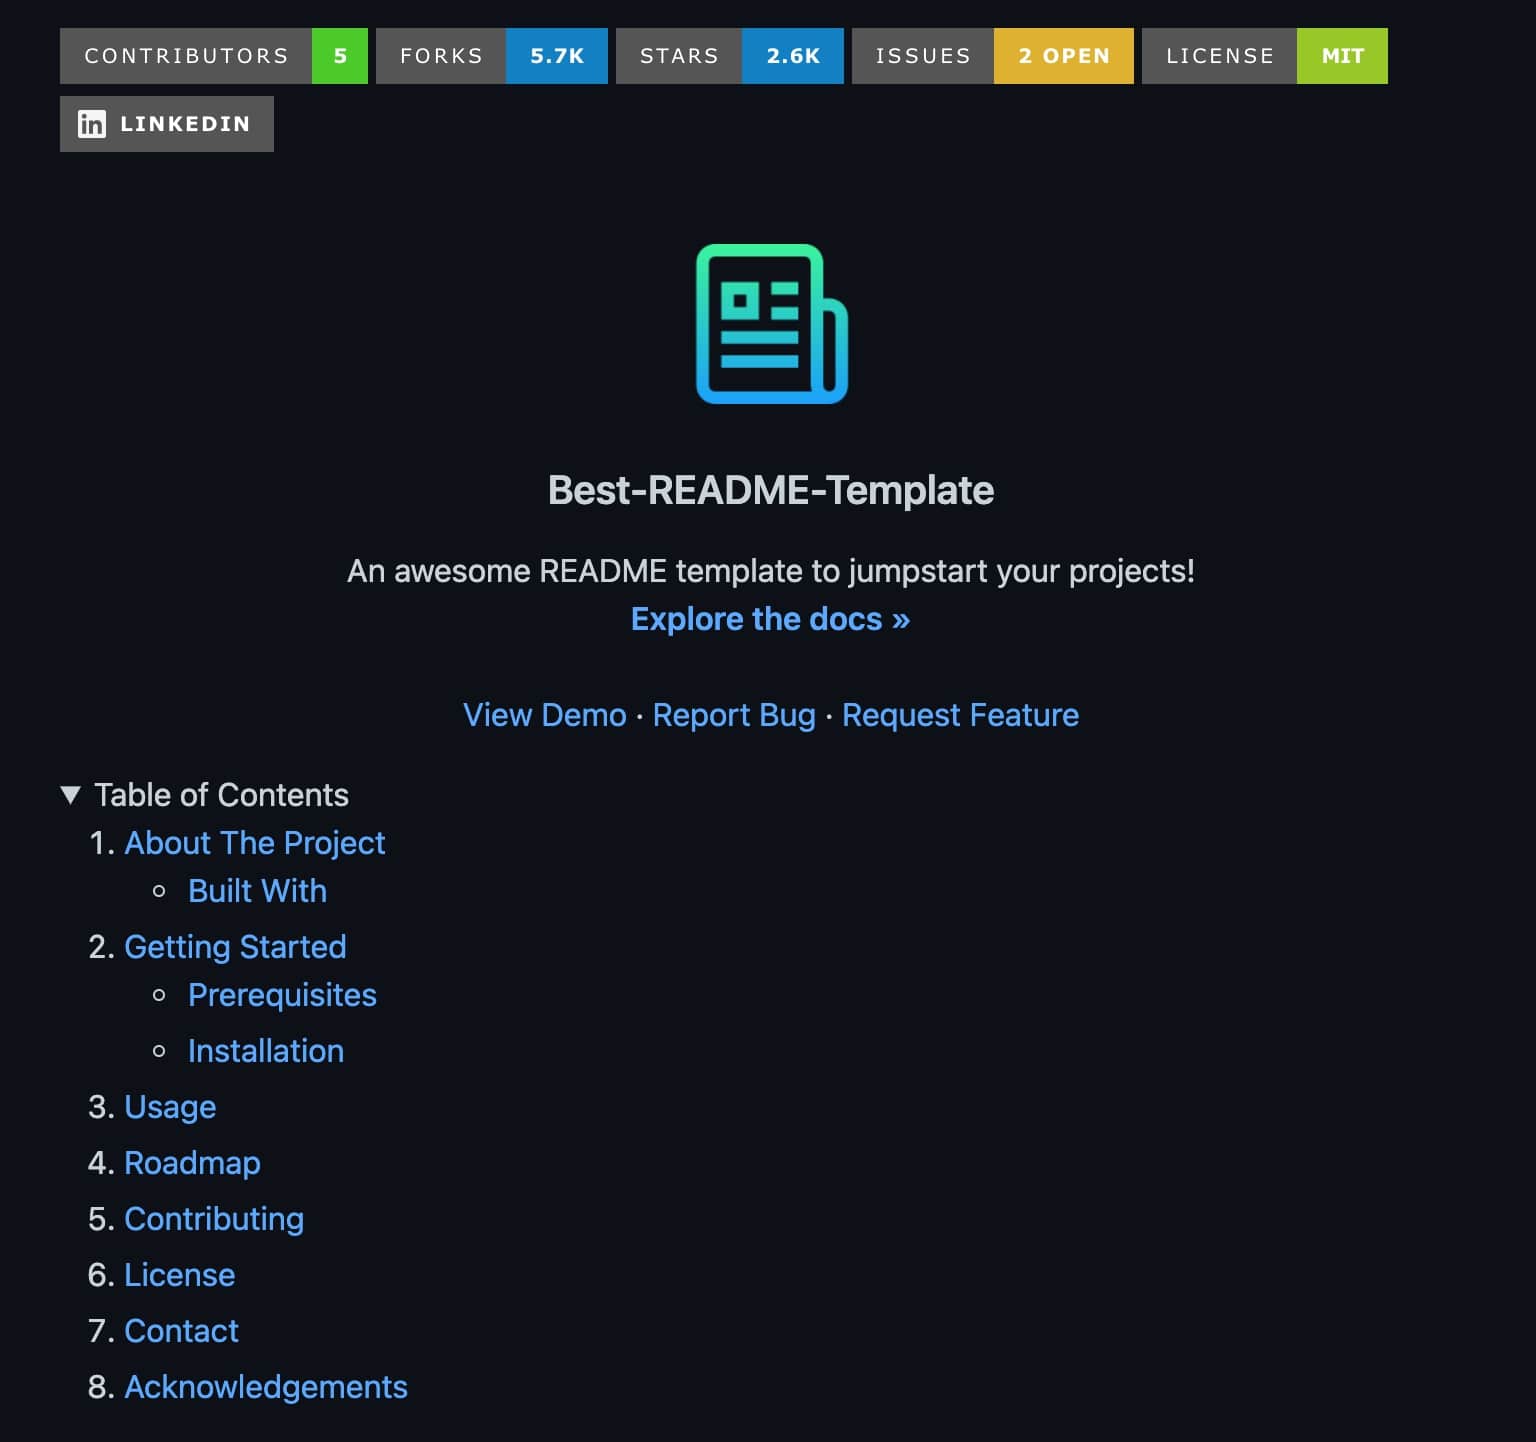 CONTRIBUTORS 5 FORKS 5.7K STARS 2.6K ISSUES 2 OPEN LICENSE MIT
in LINKEDIN
Best-README-Template
An awesome README template to jumpstart your projects!
Explore the docs »
View Demo · Report Bug · Request Feature
▼ Table of Contents
1. About The Project
○ Built With
2. Getting Started
○ Prerequisites
○ Installation
3. Usage
4. Roadmap
5. Contributing
6. License
7. Contact
8. Acknowledgements